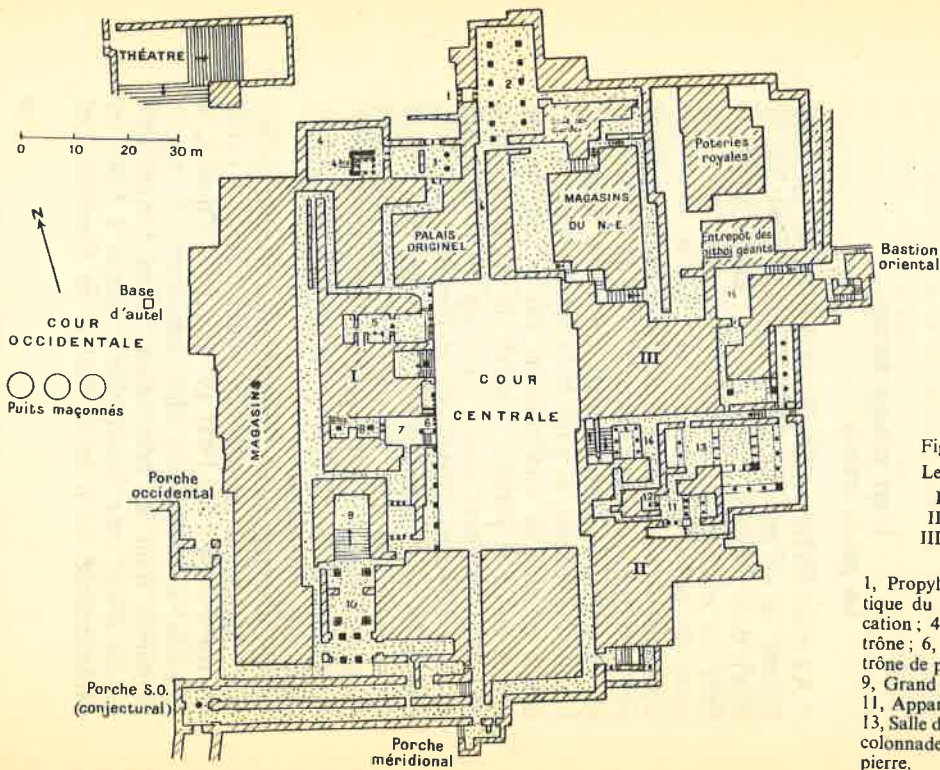 THÉATRE
0 10 20 30 m
N
Base
d'autel
COUR
OCCIDENTALE
Puits maçonnés
MAGASINS
Porche
occidental
Porche S.O.
(conjectural)
Porche
méridional
1
2
3
4
4bis
PALAIS
ORIGINEL
MAGASINS
DU N.-E.
Poteries
royales
Entrepôt des
pithoi géants
Bastion
oriental
COUR
CENTRALE
I
II
III
5
6
7
8
9
10
11
12
13
14
15
Fig
Le
I
II
III
1, Propyl
tique du
cation ; 4
trône ; 6,
trône de p
9, Grand
11, Appar
13, Salle d
colonnade
pierre.